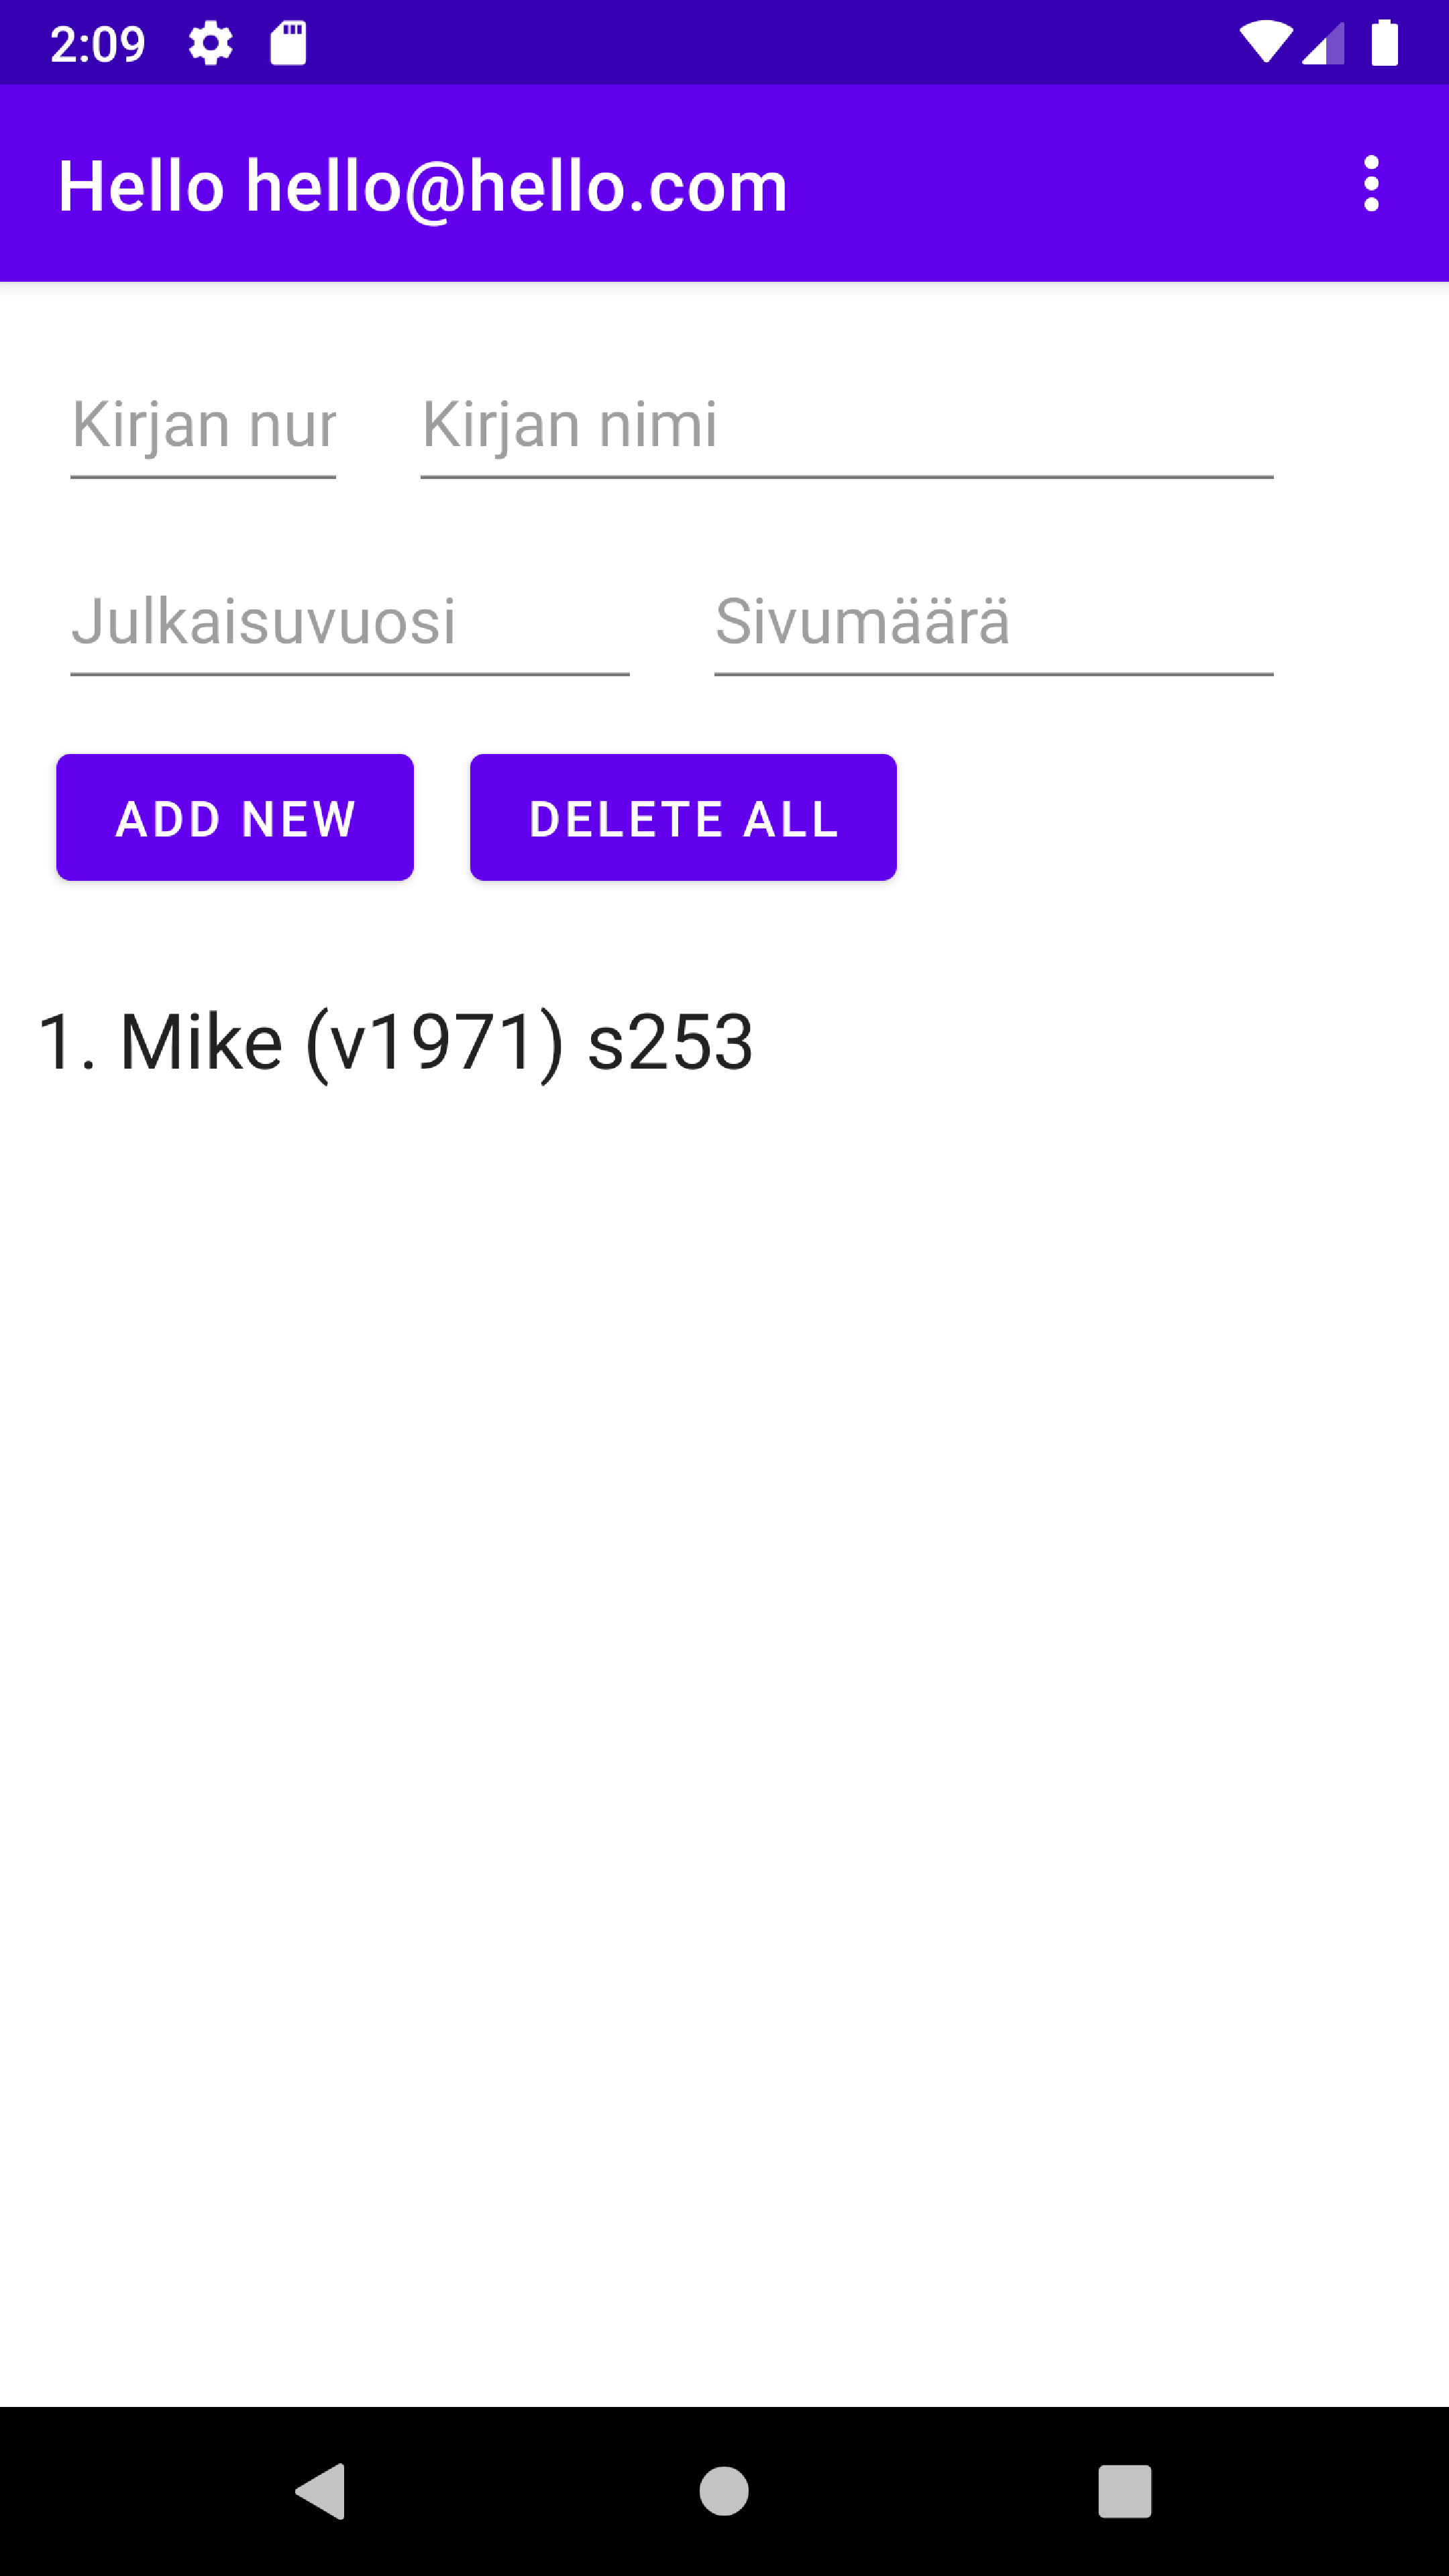 2:09
Hello hello@hello.com
Kirjan nur
Kirjan nimi
Julkaisuvuosi
Sivumäärä
ADD NEW
DELETE ALL
1. Mike (v1971) s253